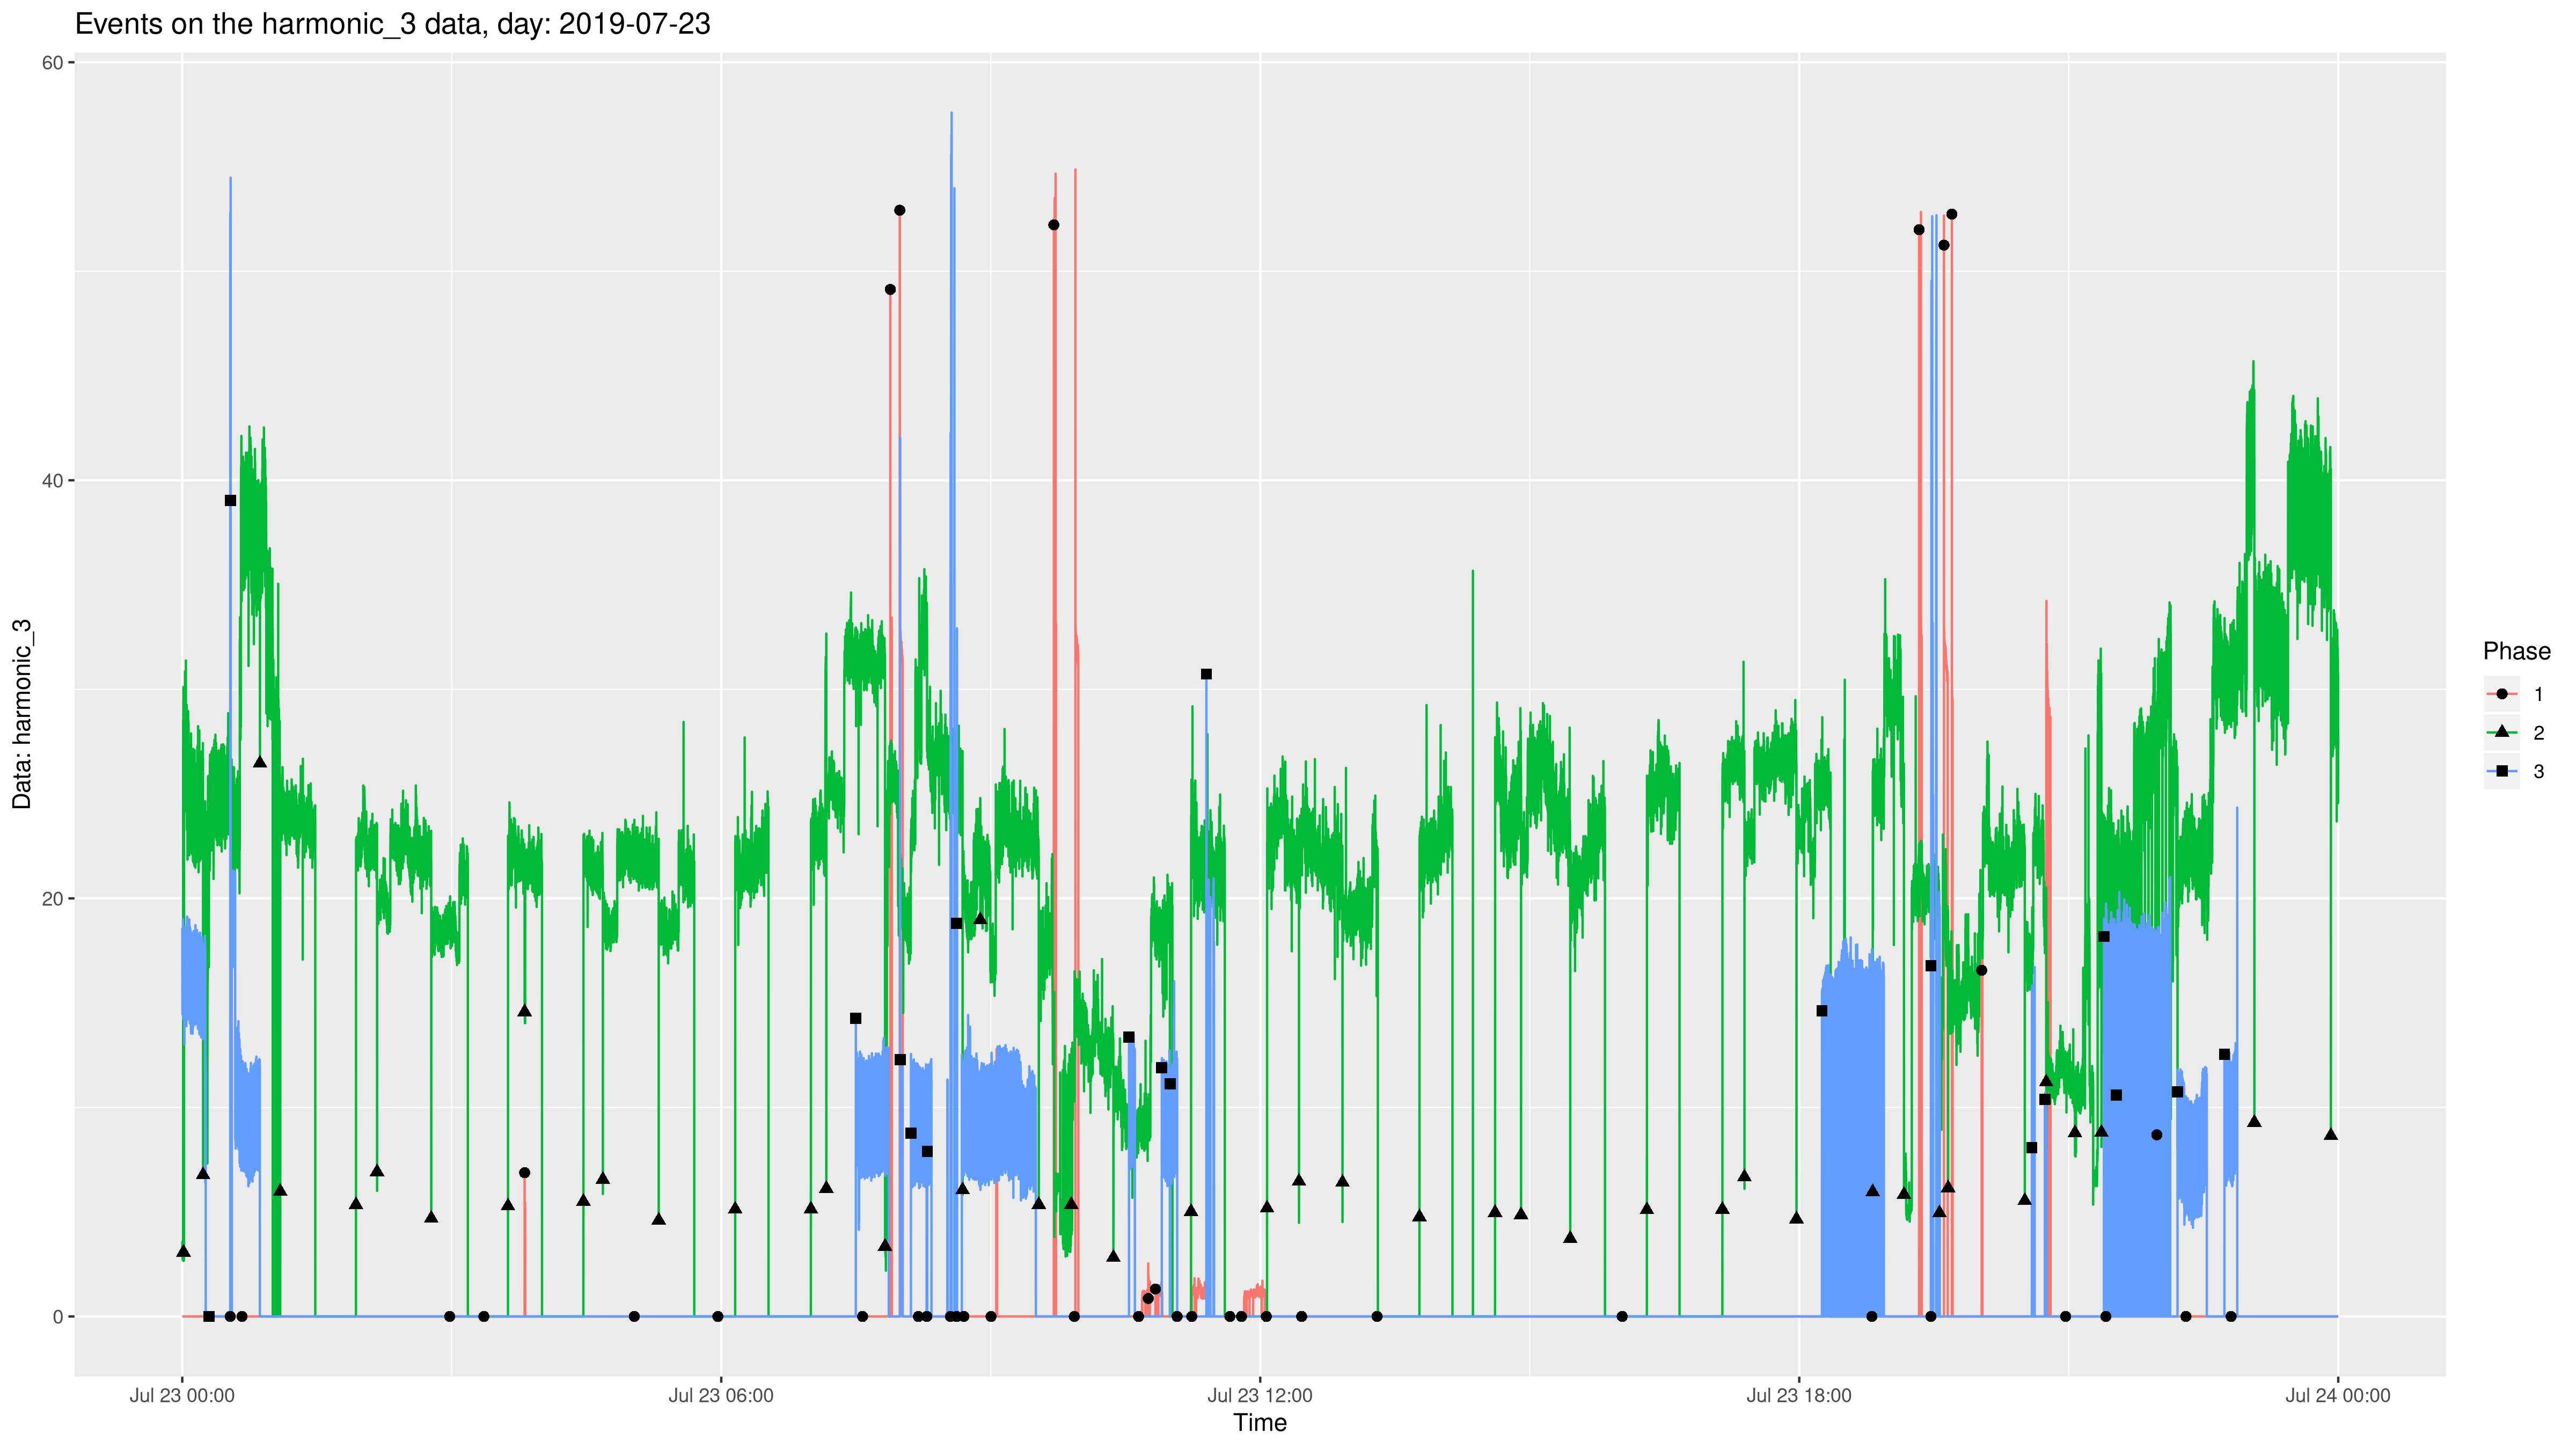 Events on the harmonic_3 data, day: 2019-07-23
60
40
20
0
Data: harmonic_3
Jul 23 00:00
Jul 23 06:00
Jul 23 12:00
Jul 23 18:00
Jul 24 00:00
Time
Phase
1
2
3